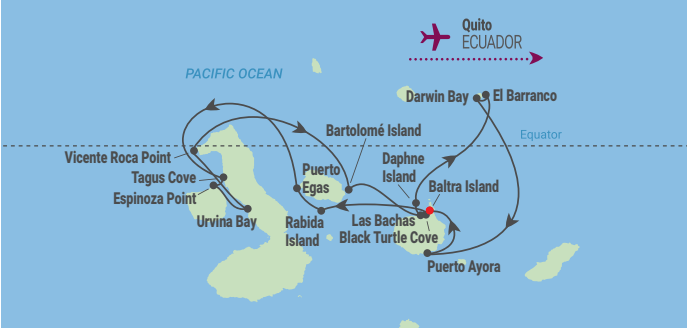 Quito
ECUADOR
PACIFIC OCEAN
Darwin Bay
El Barranco
Bartolomé Island
Equator
Vicente Roca Point
Daphne
Island
Puerto
Egas
Tagus Cove
Baltra Island
Espinoza Point
Urvina Bay
Rabida
Island
Las Bachas
Black Turtle Cove
Puerto Ayora